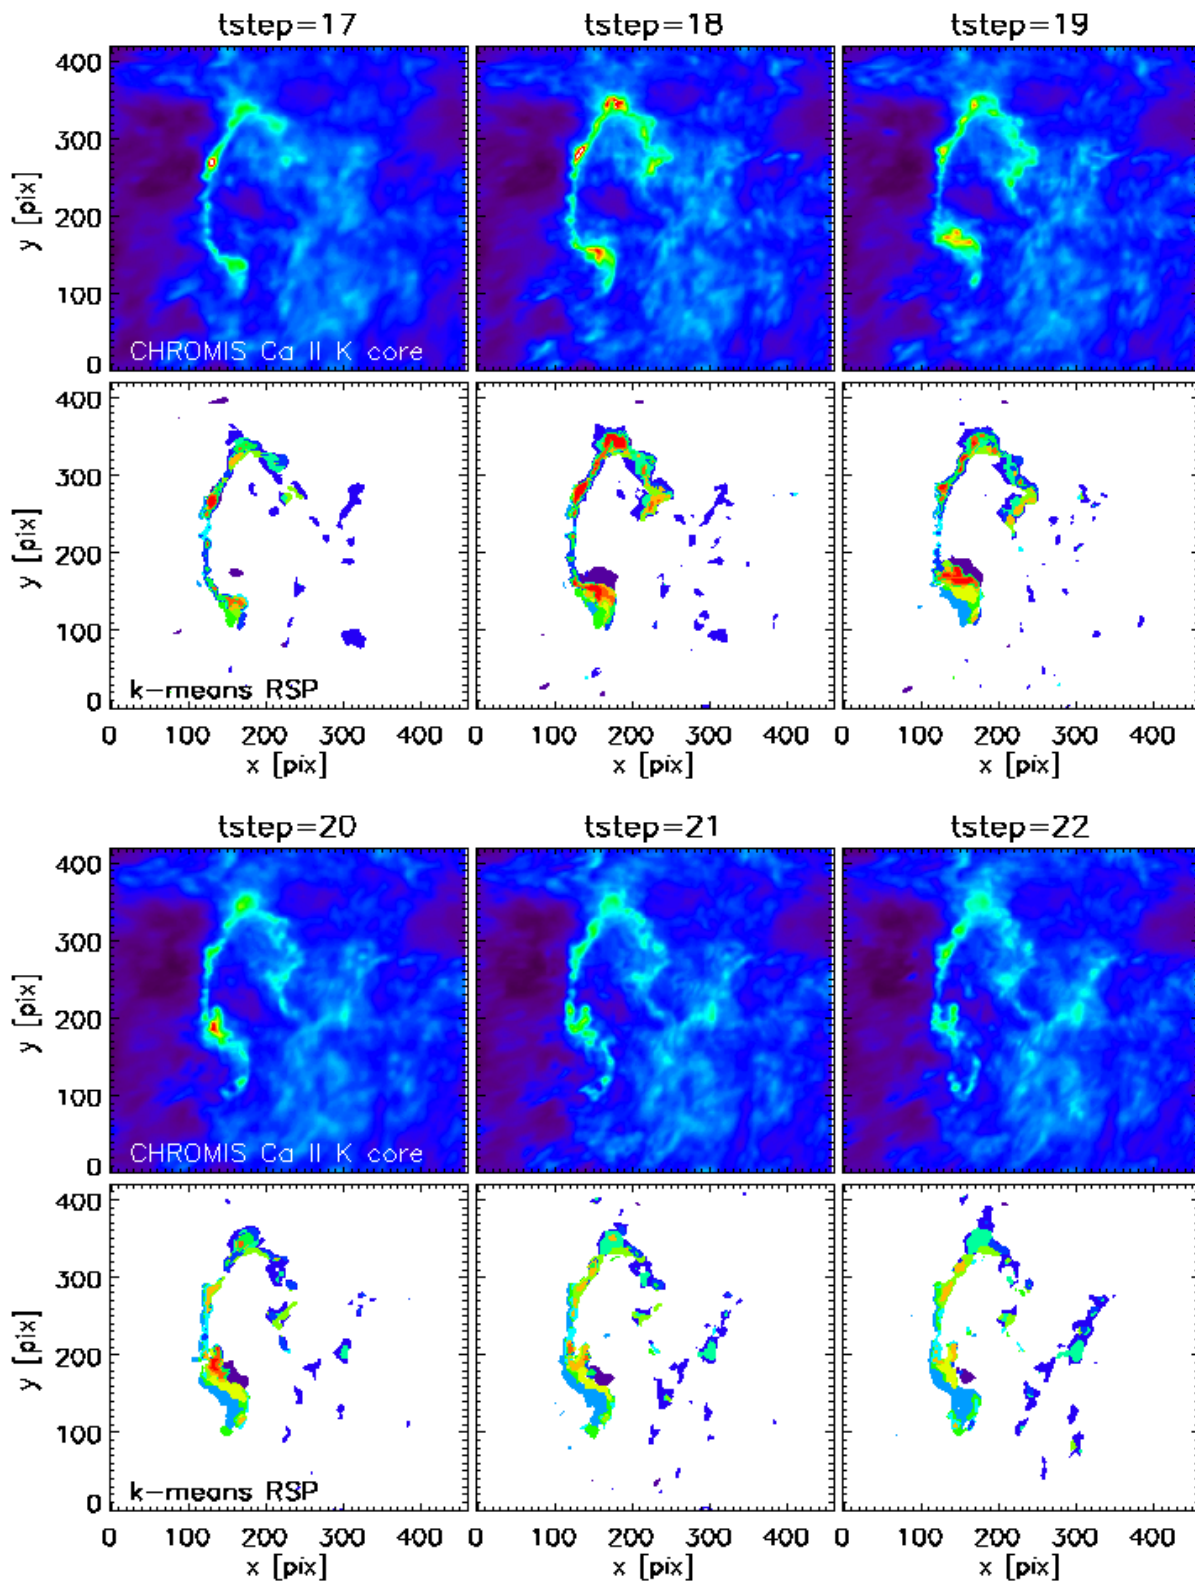 tstep=17 tstep=18 tstep=19
400
300
200
100
0
y [pix]
CHROMIS Ca II K core
400
300
200
100
0
y [pix]
k-means RSP
0 100 200 300 400 0 100 200 300 400 0 100 200 300 400
x [pix] x [pix] x [pix]
tstep=20 tstep=21 tstep=22
400
300
200
100
0
y [pix]
CHROMIS Ca II K core
400
300
200
100
0
y [pix]
k-means RSP
0 100 200 300 400 0 100 200 300 400 0 100 200 300 400
x [pix] x [pix] x [pix]